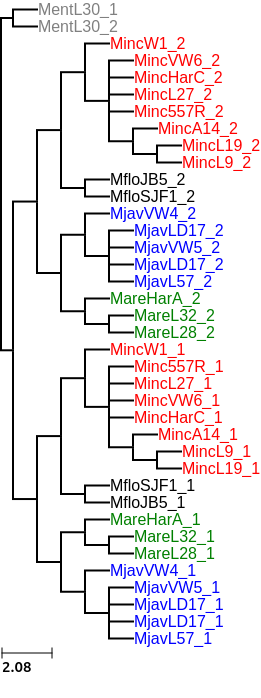 MentL30_1
MentL30_2
MincW1_2
MincVW6_2
MincHarC_2
MincL27_2
Minc557R_2
MincA14_2
MincL19_2
MincL9_2
MfloJB5_2
MfloSJF1_2
MjavVW4_2
MjavLD17_2
MjavVW5_2
MjavLD17_2
MjavL57_2
MareHarA_2
MareL32_2
MareL28_2
MincW1_1
Minc557R_1
MincL27_1
MincVW6_1
MincHarC_1
MincA14_1
MincL9_1
MincL19_1
MfloSJF1_1
MfloJB5_1
MareHarA_1
MareL32_1
MareL28_1
MjavVW4_1
MjavVW5_1
MjavLD17_1
MjavLD17_1
MjavL57_1
2.08